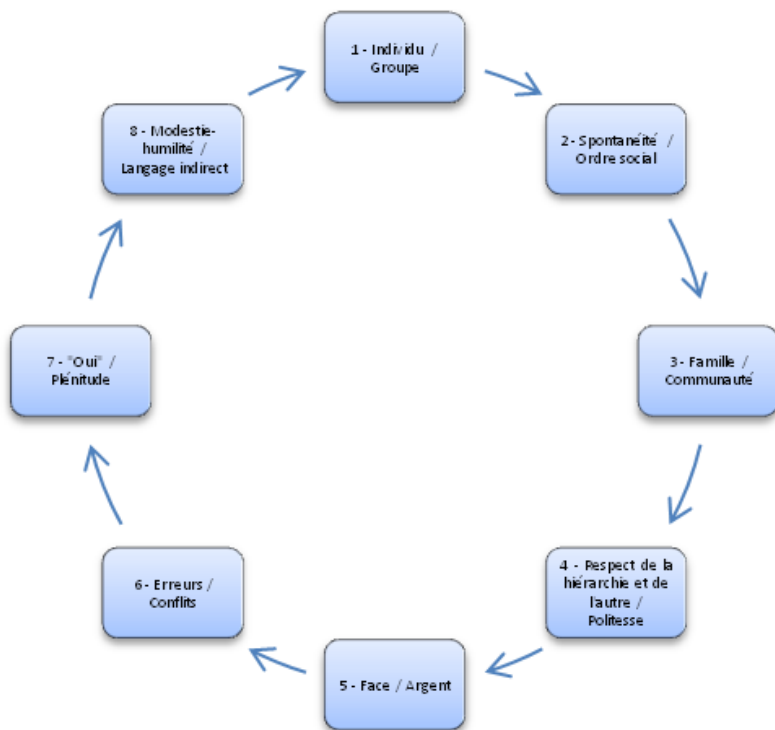 1 - Individu /
Groupe
2 - Spontanéité /
Ordre social
3 - Famille /
Communauté
4 - Respect de la
hiérarchie et de
l'autre /
Politesse
5 - Face / Argent
6 - Erreurs /
Conflits
7 - "Oui" /
Plénitude
8 - Modestie-
humilité /
Langage indirect